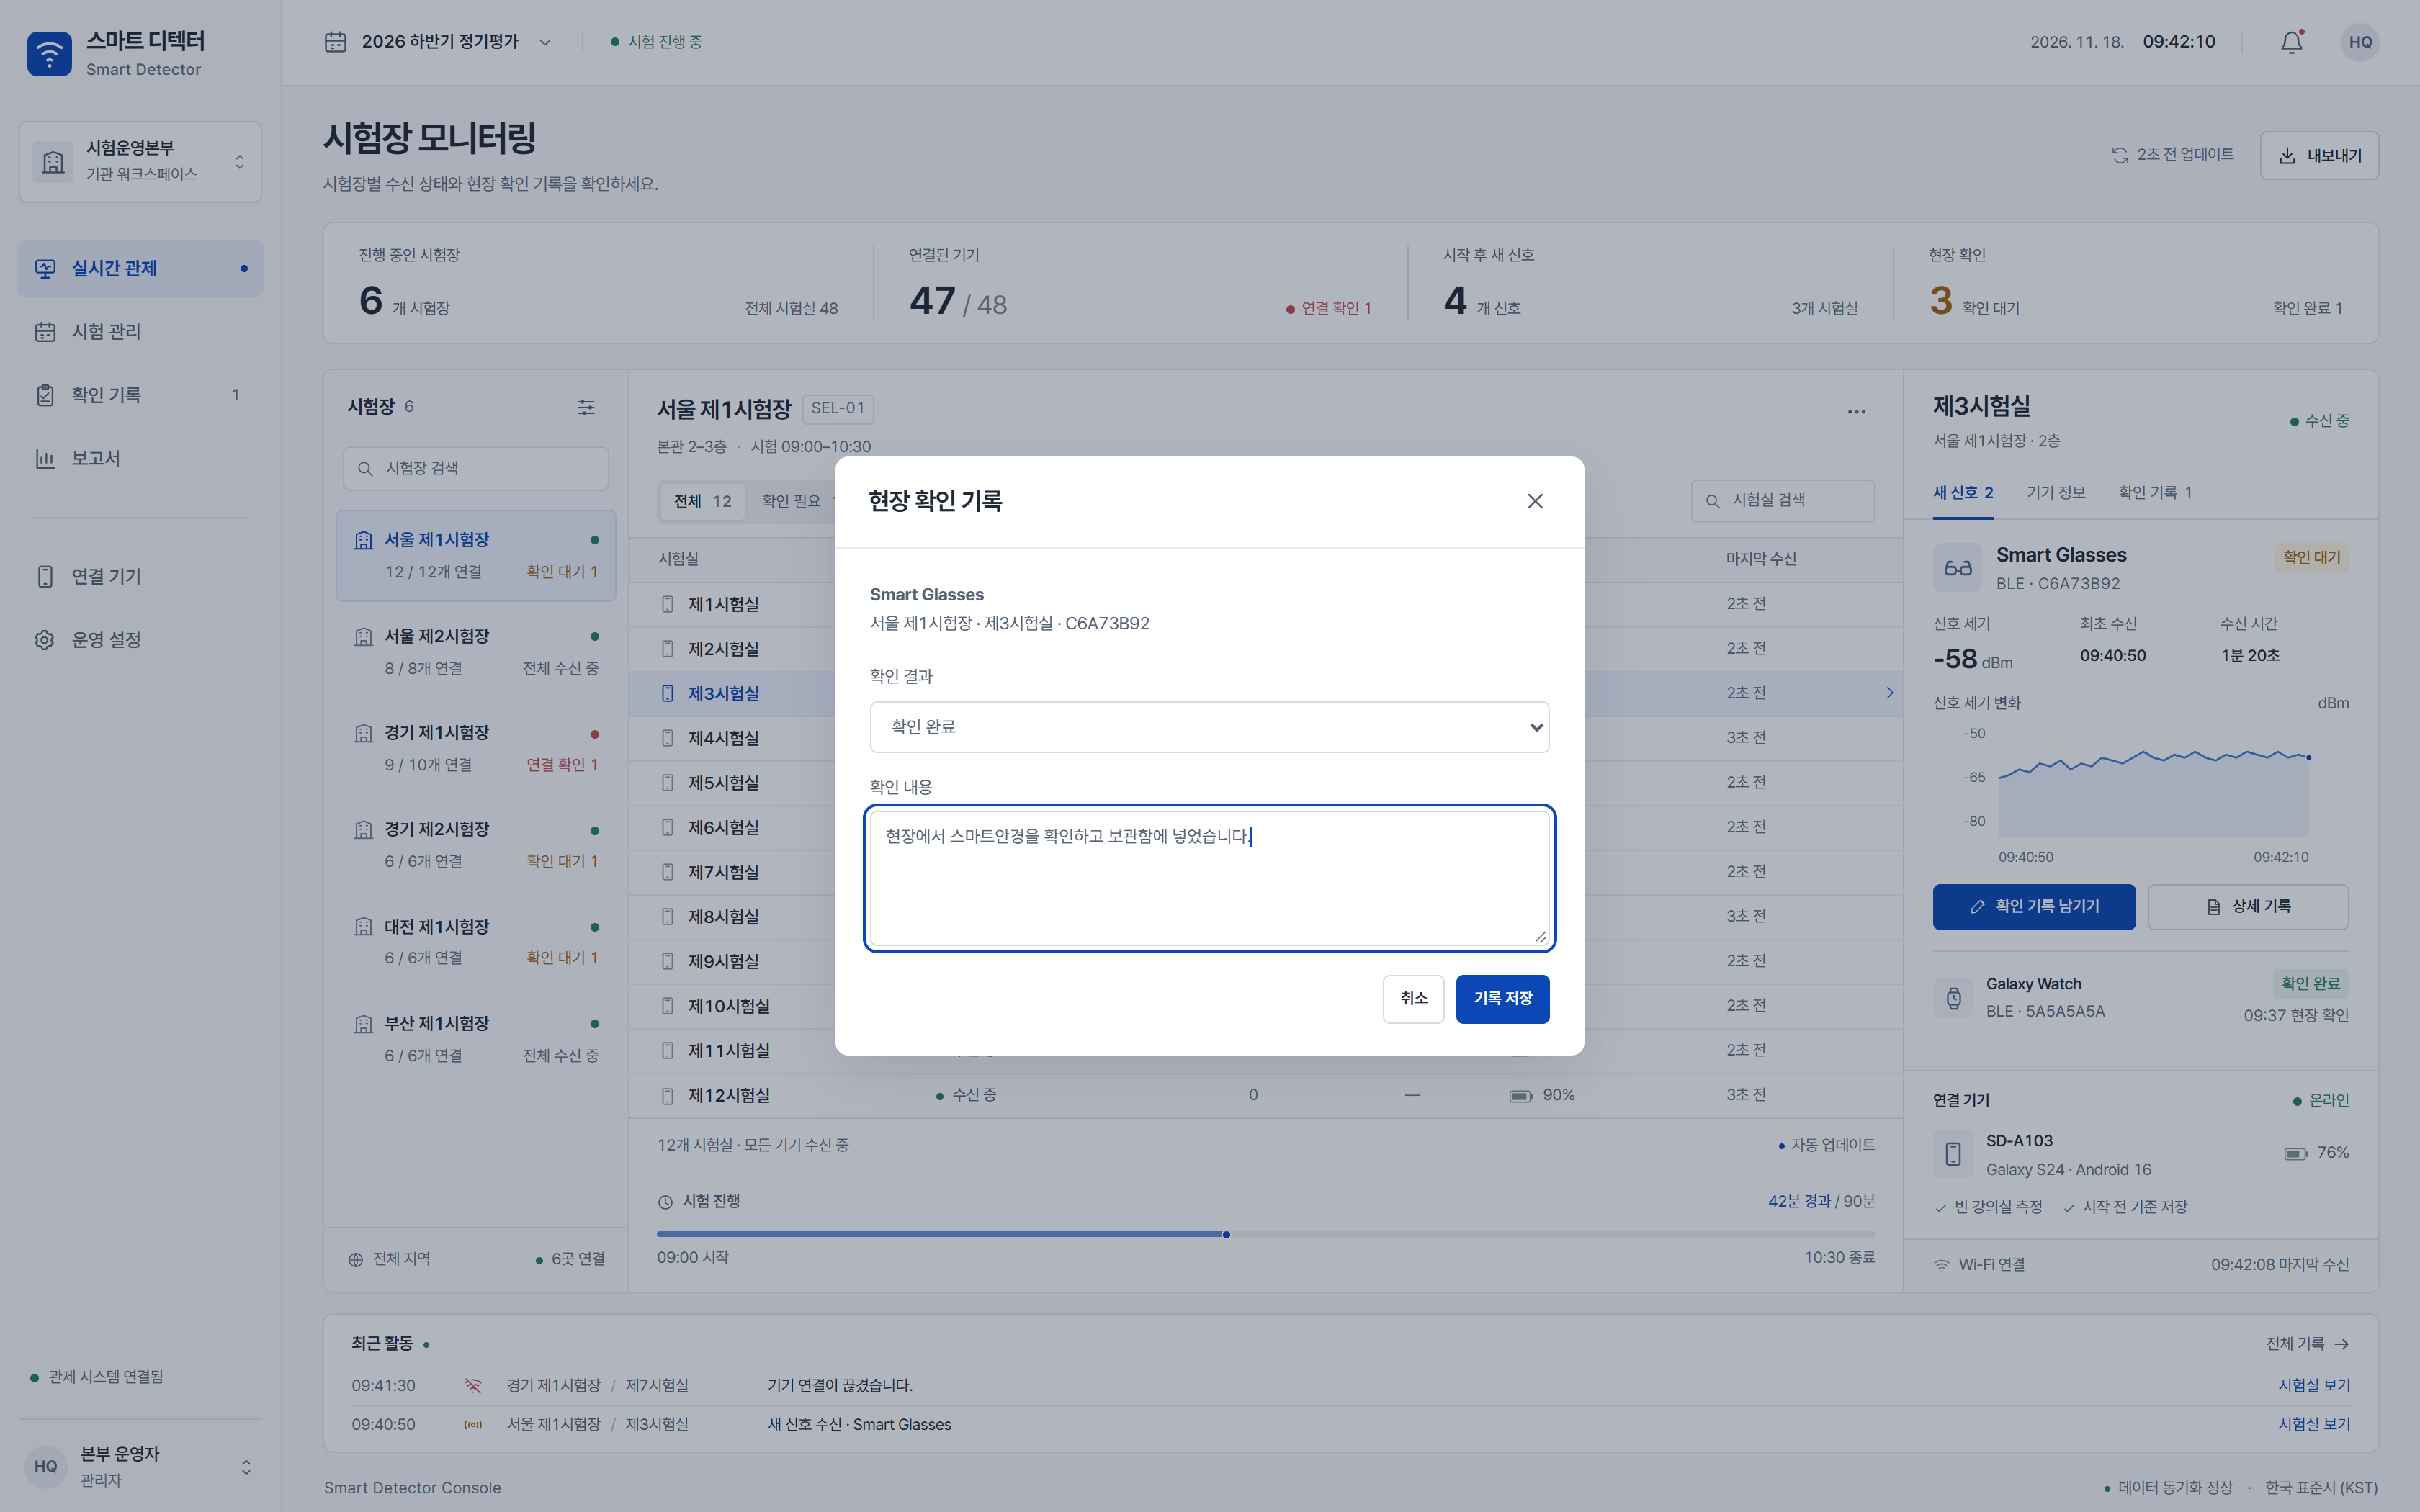 스마트 디텍터
Smart Detector
시험운영본부
기관 워크스페이스
실시간 관제
시험 관리
확인 기록 1
보고서
연결 기기
운영 설정
관제 시스템 연결됨
HQ
본부 운영자
관리자
2026 하반기 정기평가
시험 진행 중
2026. 11. 18. 09:42:10
HQ
시험장 모니터링
시험장별 수신 상태와 현장 확인 기록을 확인하세요.
2초 전 업데이트
내보내기
진행 중인 시험장
6 개 시험장
전체 시험실 48
연결된 기기
47 / 48
연결 확인 1
시작 후 새 신호
4 개 신호
3개 시험실
현장 확인
3 확인 대기
확인 완료 1
시험장 6
시험장 검색
서울 제1시험장
12 / 12개 연결 확인 대기 1
서울 제2시험장
8 / 8개 연결 전체 수신 중
경기 제1시험장
9 / 10개 연결 연결 확인 1
경기 제2시험장
6 / 6개 연결 확인 대기 1
대전 제1시험장
6 / 6개 연결 확인 대기 1
부산 제1시험장
6 / 6개 연결 전체 수신 중
전체 지역 6곳 연결
서울 제1시험장 SEL-01
본관 2–3층 · 시험 09:00–10:30
전체 12 확인 필요
시험실 검색
시험실 마지막 수신
제1시험실 2초 전
제2시험실 2초 전
제3시험실 2초 전
제4시험실 3초 전
제5시험실 2초 전
제6시험실 2초 전
제7시험실 2초 전
제8시험실 3초 전
제9시험실 2초 전
제10시험실 2초 전
제11시험실 2초 전
제12시험실 수신 중 0 — 90% 3초 전
12개 시험실 · 모든 기기 수신 중 자동 업데이트
시험 진행 42분 경과 / 90분
09:00 시작 10:30 종료
현장 확인 기록
Smart Glasses
서울 제1시험장 · 제3시험실 · C6A73B92
확인 결과
확인 완료
확인 내용
현장에서 스마트안경을 확인하고 보관함에 넣었습니다.
취소 기록 저장
제3시험실
서울 제1시험장 · 2층
수신 중
새 신호 2 기기 정보 확인 기록 1
Smart Glasses
BLE · C6A73B92
확인 대기
신호 세기 최초 수신 수신 시간
-58 dBm 09:40:50 1분 20초
신호 세기 변화 dBm
-50
-65
-80
09:40:50 09:42:10
확인 기록 남기기 상세 기록
Galaxy Watch
BLE · 5A5A5A5A
확인 완료
09:37 현장 확인
연결 기기 온라인
SD-A103
Galaxy S24 · Android 16
76%
빈 강의실 측정 시작 전 기준 저장
Wi-Fi 연결 09:42:08 마지막 수신
최근 활동 전체 기록
09:41:30 경기 제1시험장 / 제7시험실 기기 연결이 끊겼습니다. 시험실 보기
09:40:50 서울 제1시험장 / 제3시험실 새 신호 수신 · Smart Glasses 시험실 보기
Smart Detector Console
데이터 동기화 정상 · 한국 표준시 (KST)